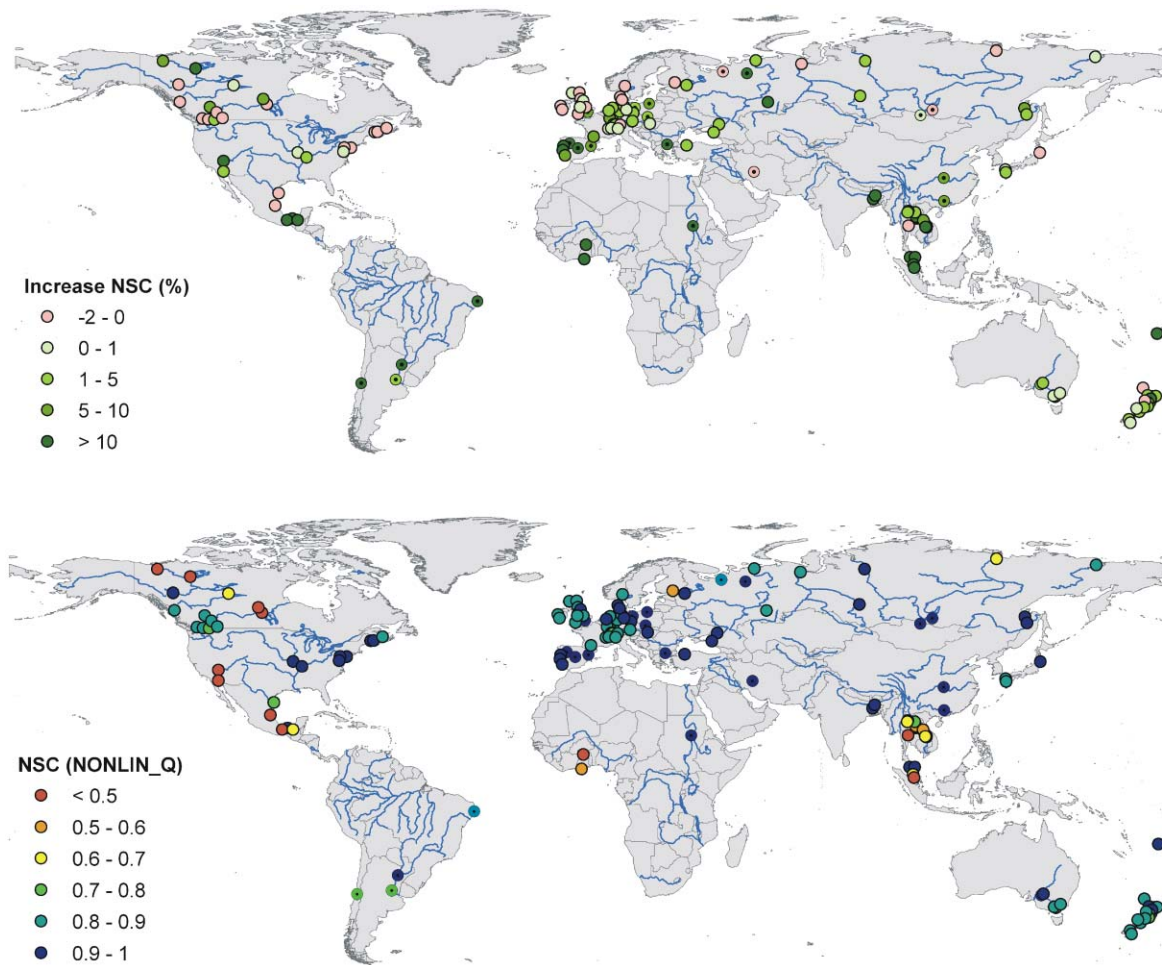 Increase NSC (%)
-2 - 0
0 - 1
1 - 5
5 - 10
> 10
NSC (NONLIN_Q)
< 0.5
0.5 - 0.6
0.6 - 0.7
0.7 - 0.8
0.8 - 0.9
0.9 - 1